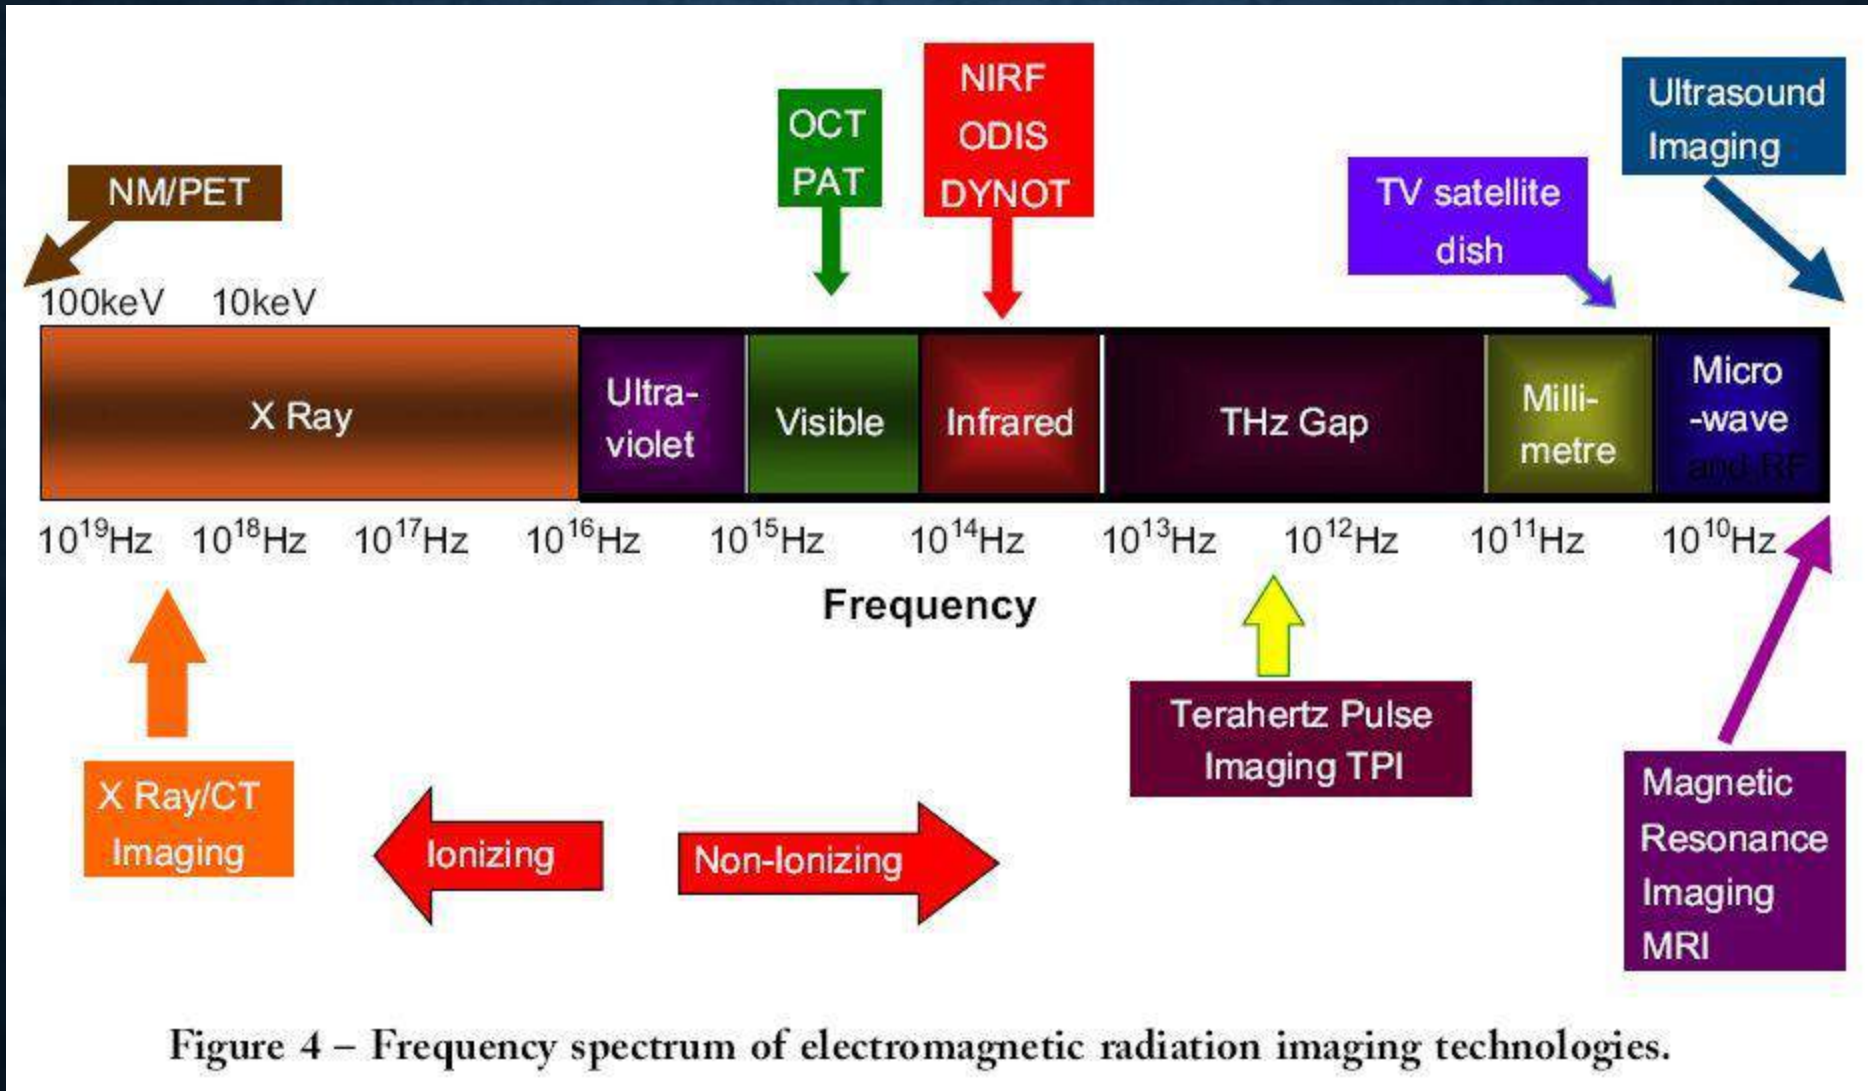 NIRF
ODIS
DYNOT
OCT
PAT
Ultrasound
Imaging
TV satellite
dish
NM/PET
100keV 10keV
X Ray
Ultra-
violet
Visible
Infrared
THz Gap
Milli-
metre
Micro
-wave
and RF
10¹⁹Hz 10¹⁸Hz 10¹⁷Hz 10¹⁶Hz 10¹⁵Hz 10¹⁴Hz 10¹³Hz 10¹²Hz 10¹¹Hz 10¹⁰Hz
Frequency
X Ray/CT
Imaging
Ionizing
Non-Ionizing
Terahertz Pulse
Imaging TPI
Magnetic
Resonance
Imaging
MRI
Figure 4 – Frequency spectrum of electromagnetic radiation imaging technologies.